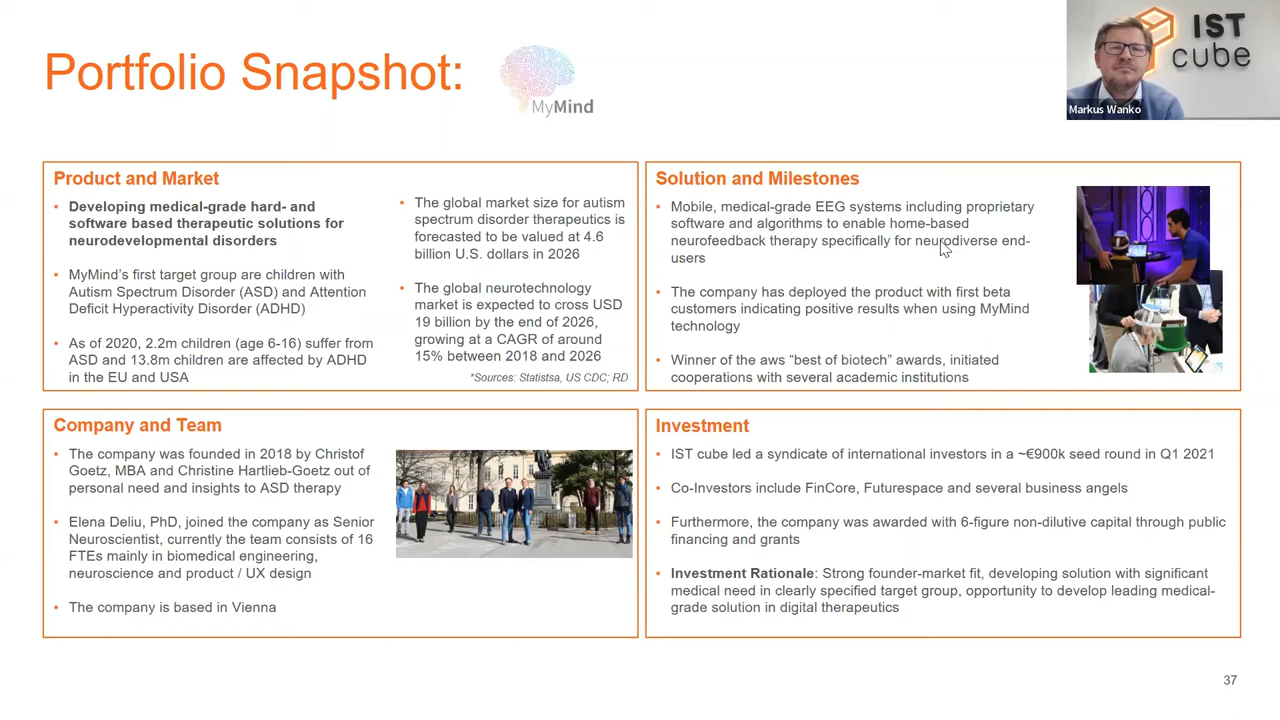 Portfolio Snapshot:
MyMind
IST
cube
Markus Wanko
Product and Market
▪ Developing medical-grade hard- and
software based therapeutic solutions for
neurodevelopmental disorders
▪ MyMind's first target group are children with
Autism Spectrum Disorder (ASD) and Attention
Deficit Hyperactivity Disorder (ADHD)
▪ As of 2020, 2.2m children (age 6-16) suffer from
ASD and 13.8m children are affected by ADHD
in the EU and USA
▪ The global market size for autism
spectrum disorder therapeutics is
forecasted to be valued at 4.6
billion U.S. dollars in 2026
▪ The global neurotechnology
market is expected to cross USD
19 billion by the end of 2026,
growing at a CAGR of around
15% between 2018 and 2026
*Sources: Statistsa, US CDC; RD
Solution and Milestones
▪ Mobile, medical-grade EEG systems including proprietary
software and algorithms to enable home-based
neurofeedback therapy specifically for neurodiverse end-
users
▪ The company has deployed the product with first beta
customers indicating positive results when using MyMind
technology
▪ Winner of the aws “best of biotech” awards, initiated
cooperations with several academic institutions
Company and Team
▪ The company was founded in 2018 by Christof
Goetz, MBA and Christine Hartlieb-Goetz out of
personal need and insights to ASD therapy
▪ Elena Deliu, PhD, joined the company as Senior
Neuroscientist, currently the team consists of 16
FTEs mainly in biomedical engineering,
neuroscience and product / UX design
▪ The company is based in Vienna
Investment
▪ IST cube led a syndicate of international investors in a ~€900k seed round in Q1 2021
▪ Co-Investors include FinCore, Futurespace and several business angels
▪ Furthermore, the company was awarded with 6-figure non-dilutive capital through public
financing and grants
▪ Investment Rationale: Strong founder-market fit, developing solution with significant
medical need in clearly specified target group, opportunity to develop leading medical-
grade solution in digital therapeutics
37